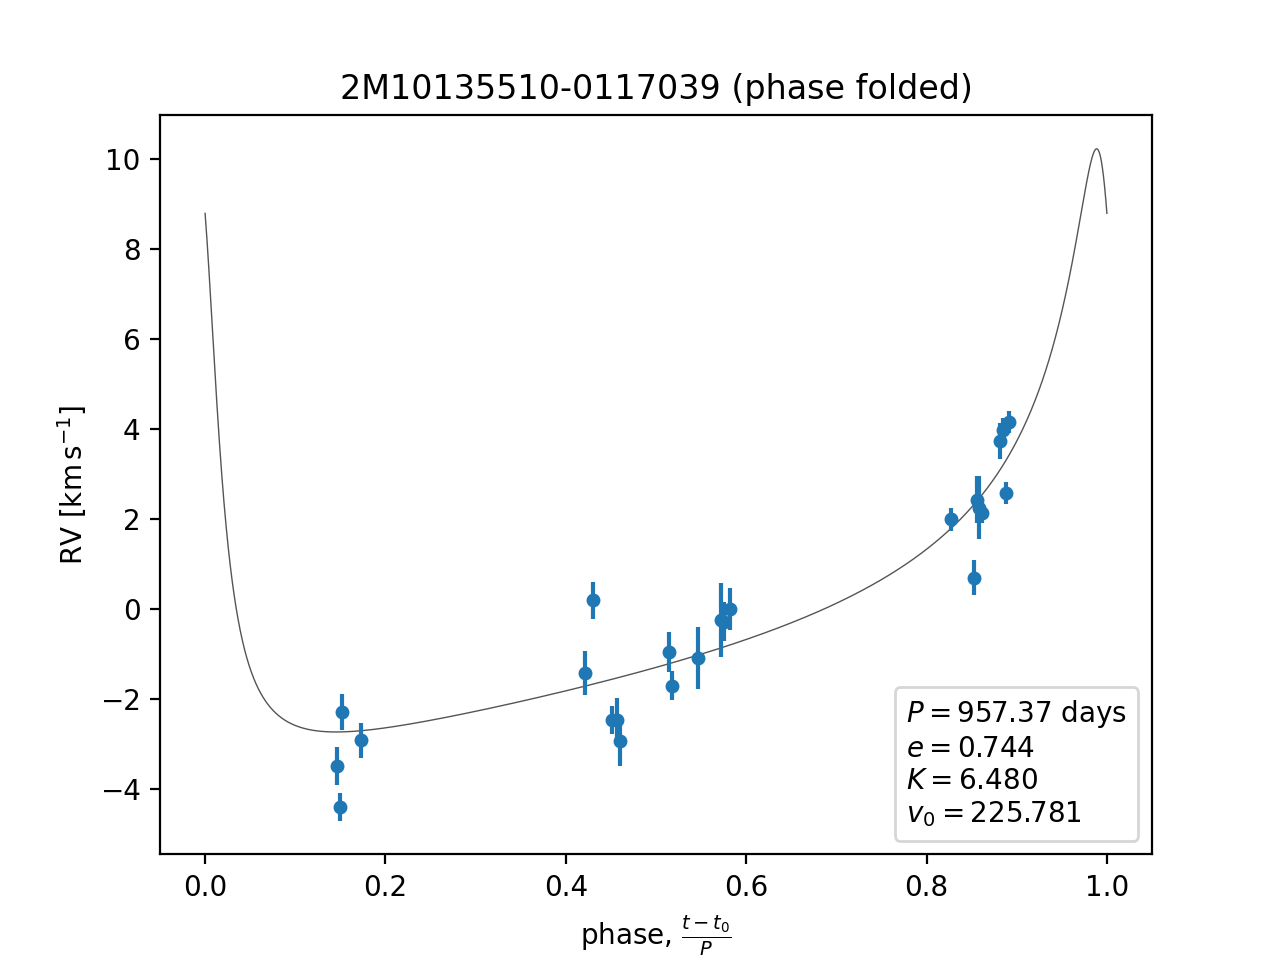 2M10135510-0117039 (phase folded)
10
8
6
4
2
0
−2
−4
RV [km s⁻¹]
P = 957.37 days
e = 0.744
K = 6.480
v₀ = 225.781
0.0 0.2 0.4 0.6 0.8 1.0
phase, (t − t₀)/P